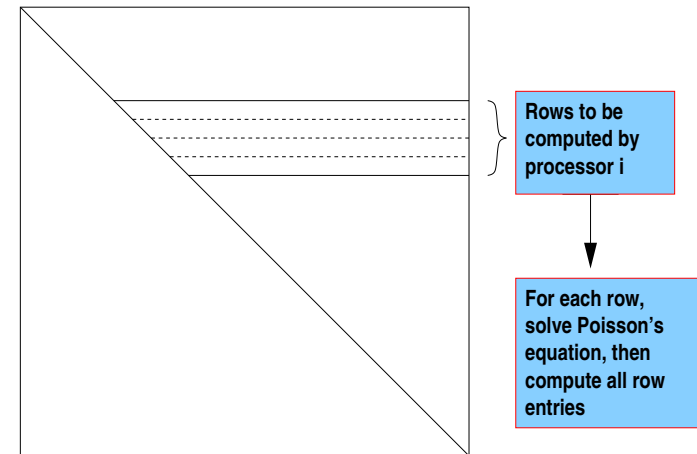 Rows to be
computed by
processor i
For each row,
solve Poisson's
equation, then
compute all row
entries